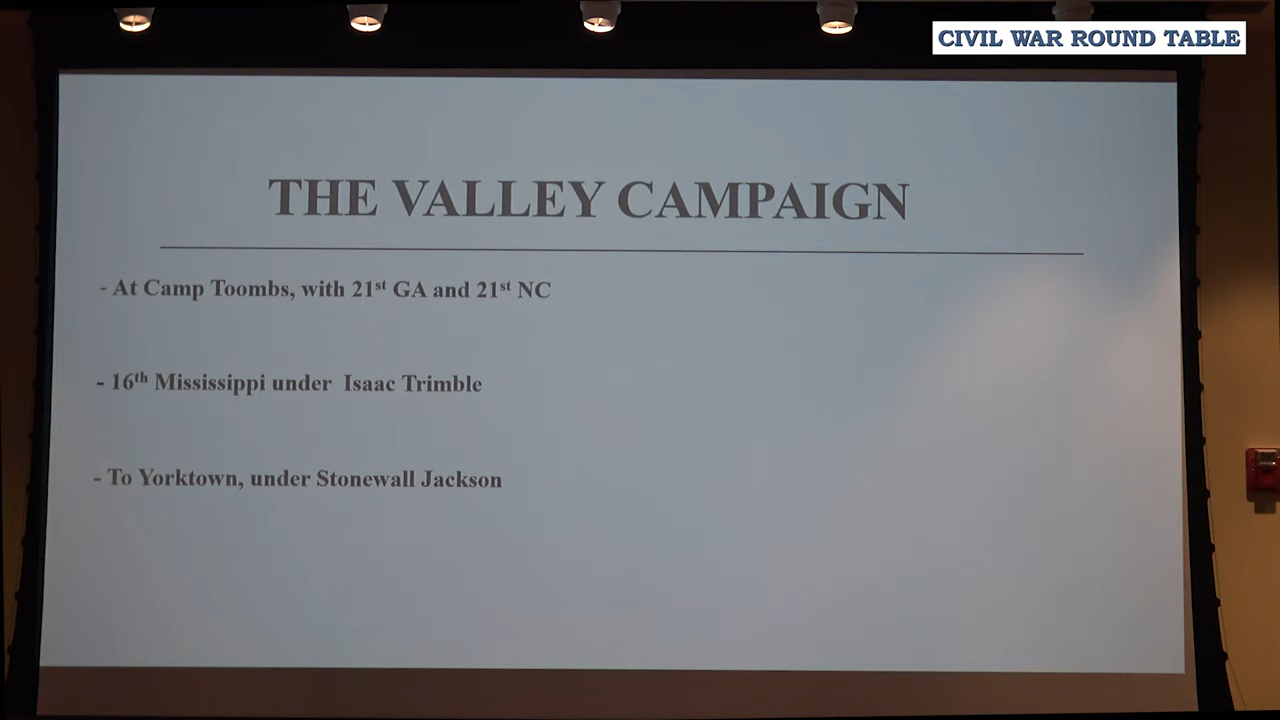 CIVIL WAR ROUND TABLE
THE VALLEY CAMPAIGN
- At Camp Toombs, with 21st GA and 21st NC
- 16th Mississippi under Isaac Trimble
- To Yorktown, under Stonewall Jackson